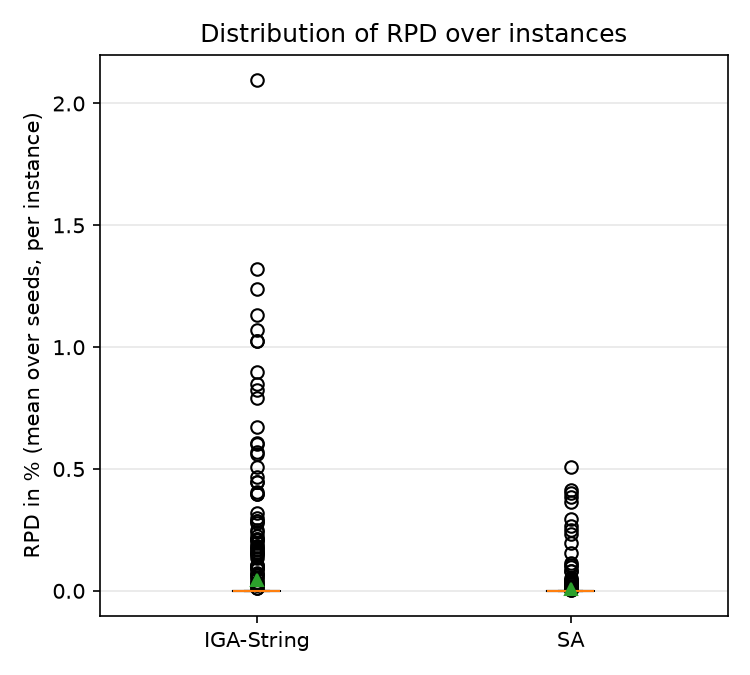 Distribution of RPD over instances
RPD in % (mean over seeds, per instance)
2.0
1.5
1.0
0.5
0.0
IGA-String
SA